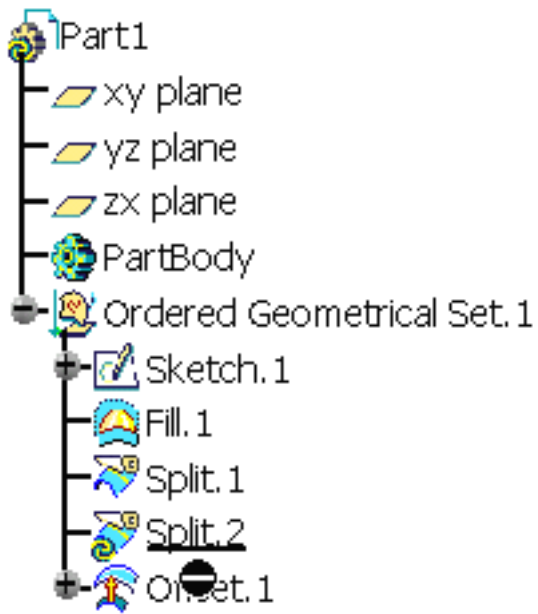 Part1
xy plane
yz plane
zx plane
PartBody
Ordered Geometrical Set.1
Sketch.1
Fill.1
Split.1
Split.2